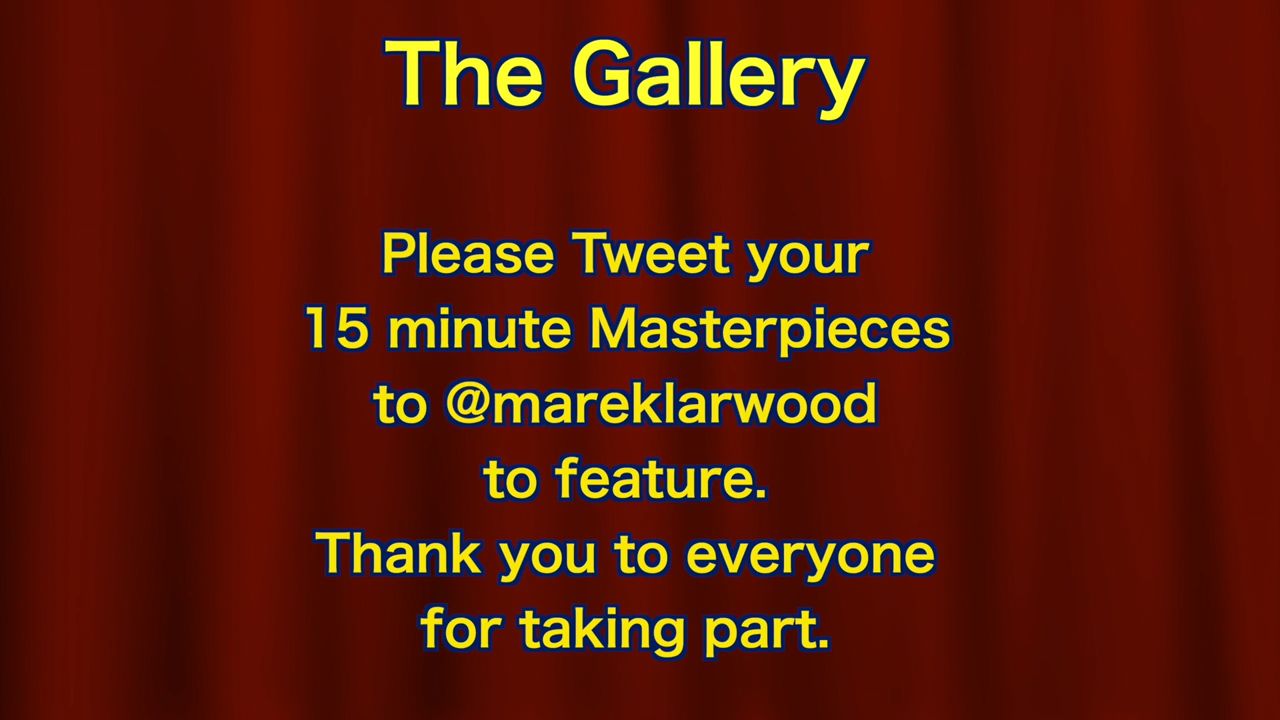 The Gallery
Please Tweet your
15 minute Masterpieces
to @mareklarwood
to feature.
Thank you to everyone
for taking part.